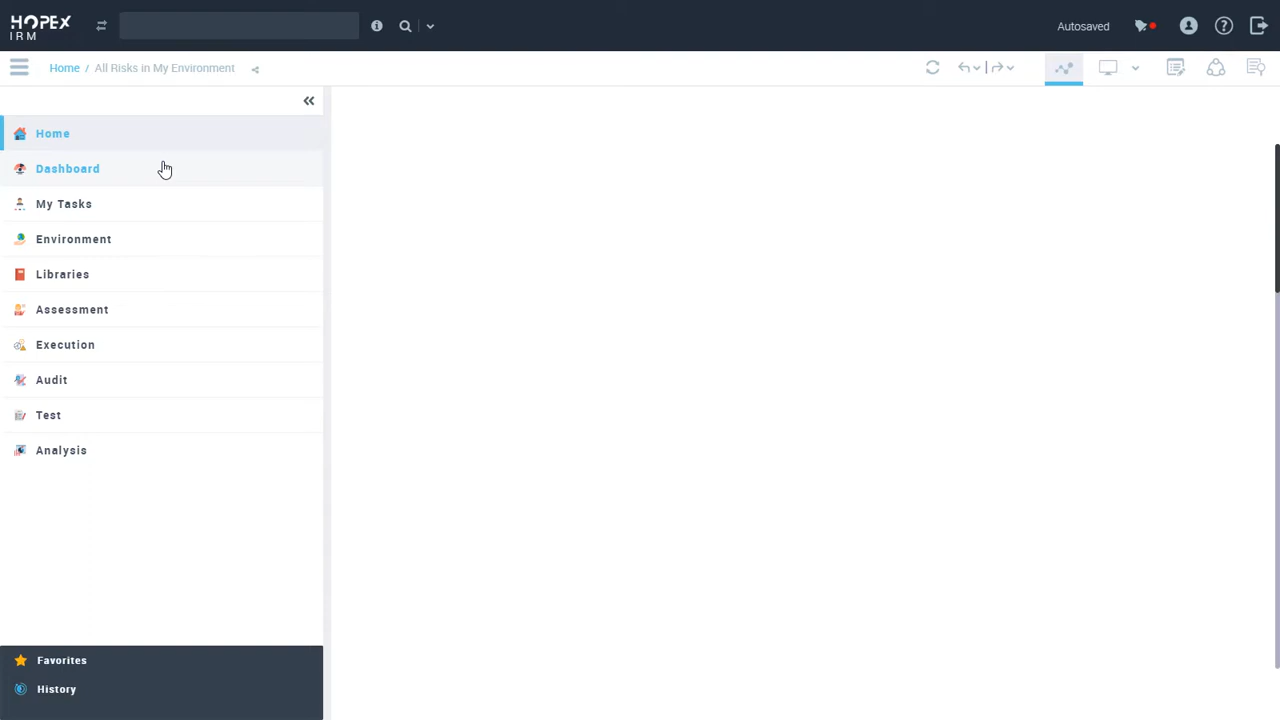 HOPEX
IRM
Autosaved
Home / All Risks in My Environment
Home
Dashboard
My Tasks
Environment
Libraries
Assessment
Execution
Audit
Test
Analysis
Favorites
History